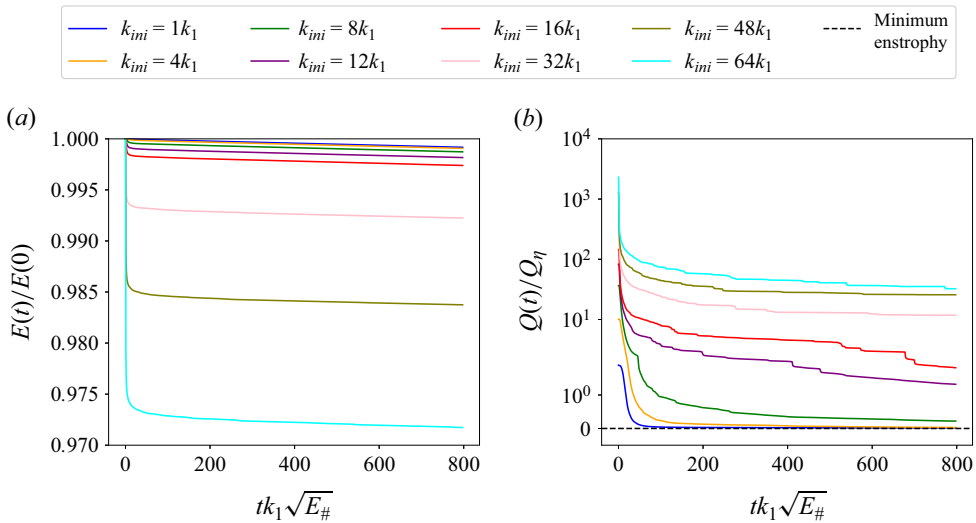 k_ini = 1k_1
k_ini = 8k_1
k_ini = 16k_1
k_ini = 48k_1
Minimum
enstrophy
k_ini = 4k_1
k_ini = 12k_1
k_ini = 32k_1
k_ini = 64k_1
(a)
1.000
0.995
0.990
0.985
0.980
0.975
0.970
E(t)/E(0)
0
200
400
600
800
tk_1√E_#
(b)
10^4
10^3
10^2
10^1
10^0
0
Q(t)/Q_η
0
200
400
600
800
tk_1√E_#